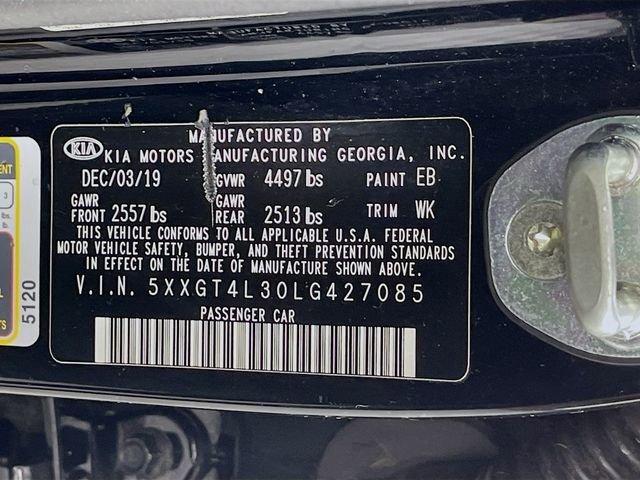 MANUFACTURED BY
KIA KIA MOTORS MANUFACTURING GEORGIA, INC.
DEC/03/19 GVWR 4497 lbs PAINT EB
GAWR FRONT 2557 lbs GAWR REAR 2513 lbs TRIM WK
THIS VEHICLE CONFORMS TO ALL APPLICABLE U.S.A. FEDERAL
MOTOR VEHICLE SAFETY, BUMPER, AND THEFT PREVENTION STANDARDS
IN EFFECT ON THE DATE OF MANUFACTURE SHOWN ABOVE.
V.I.N. 5XXGT4L30LG427085
PASSENGER CAR
5120
3
lbs.